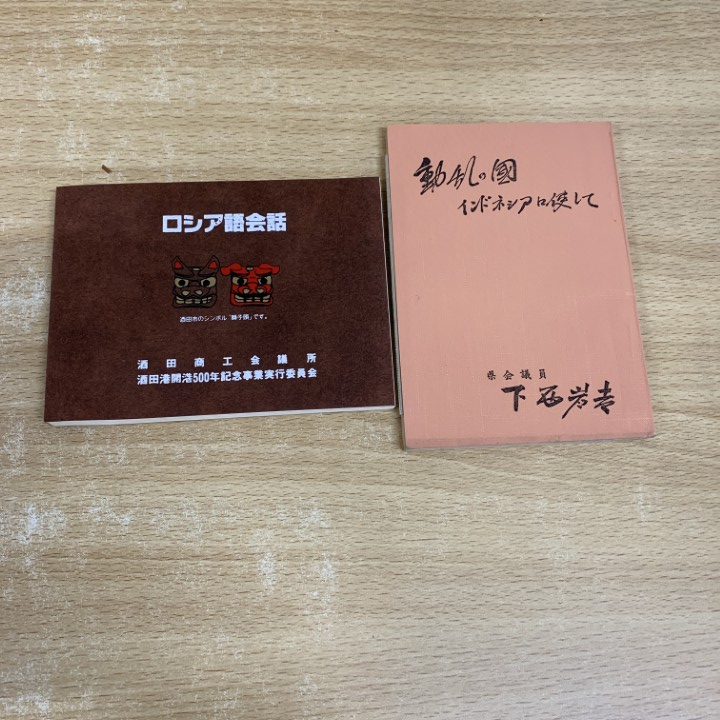 ロシア語会話
酒田市のシンボル「獅子頭」です。
酒田商工会議所
酒田港開港500年記念事業実行委員会
動乱の國
インドネシアに使して
県会議員
下西岩吉